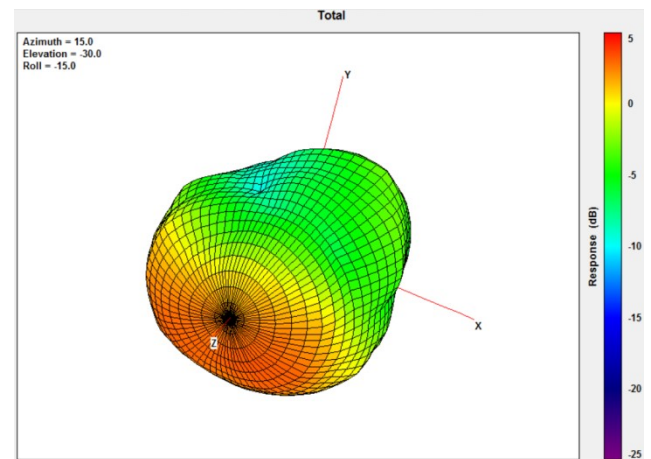 Total
Azimuth = 15.0
Elevation = -30.0
Roll = -15.0
Y
X
Z
5
0
-5
-10
-15
-20
-25
Response (dB)